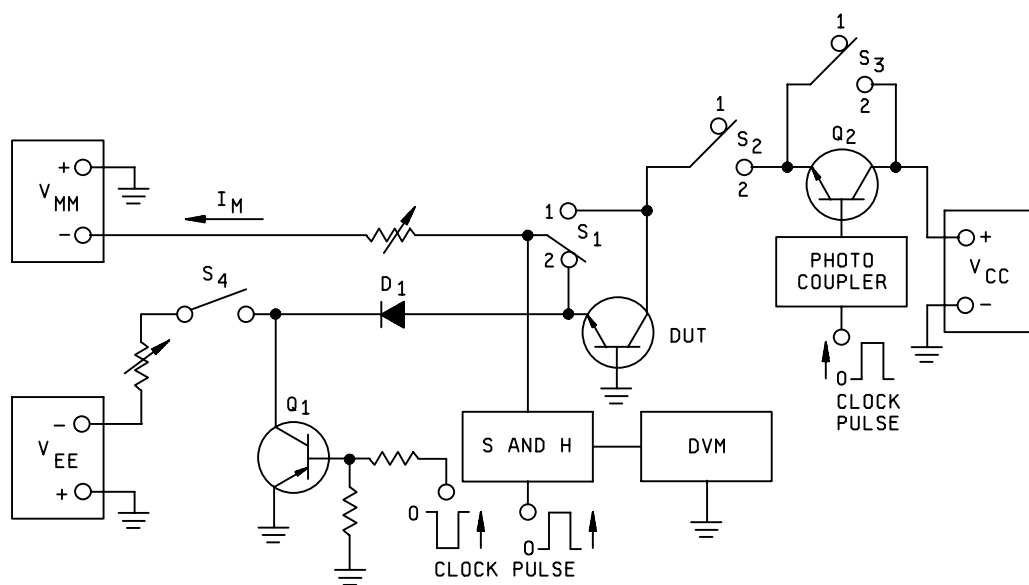 1
S3
2
Q2
1
S2
2
+
VMM
−
IM
1
S1
2
S4
D1
DUT
PHOTO
COUPLER
+
VCC
−
0
CLOCK
PULSE
−
VEE
+
Q1
S AND H
DVM
0
0
CLOCK PULSE